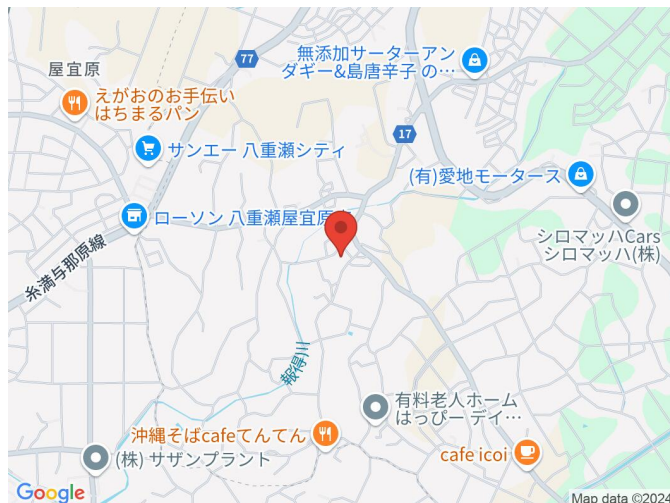 77
屋宜原
無添加サーターアン
ダギー&島唐辛子 の…
えがおのお手伝い
はちまるパン
17
サンエー 八重瀬シティ
(有)愛地モータース
ローソン 八重瀬屋宜原
シロマッハCars
シロマッハ(株)
糸満与那原線
報得川
有料老人ホーム
はっぴー デイ…
沖縄そばcafeてんてん
(株) サザンプラント
cafe icoi
Google
Map data ©2024